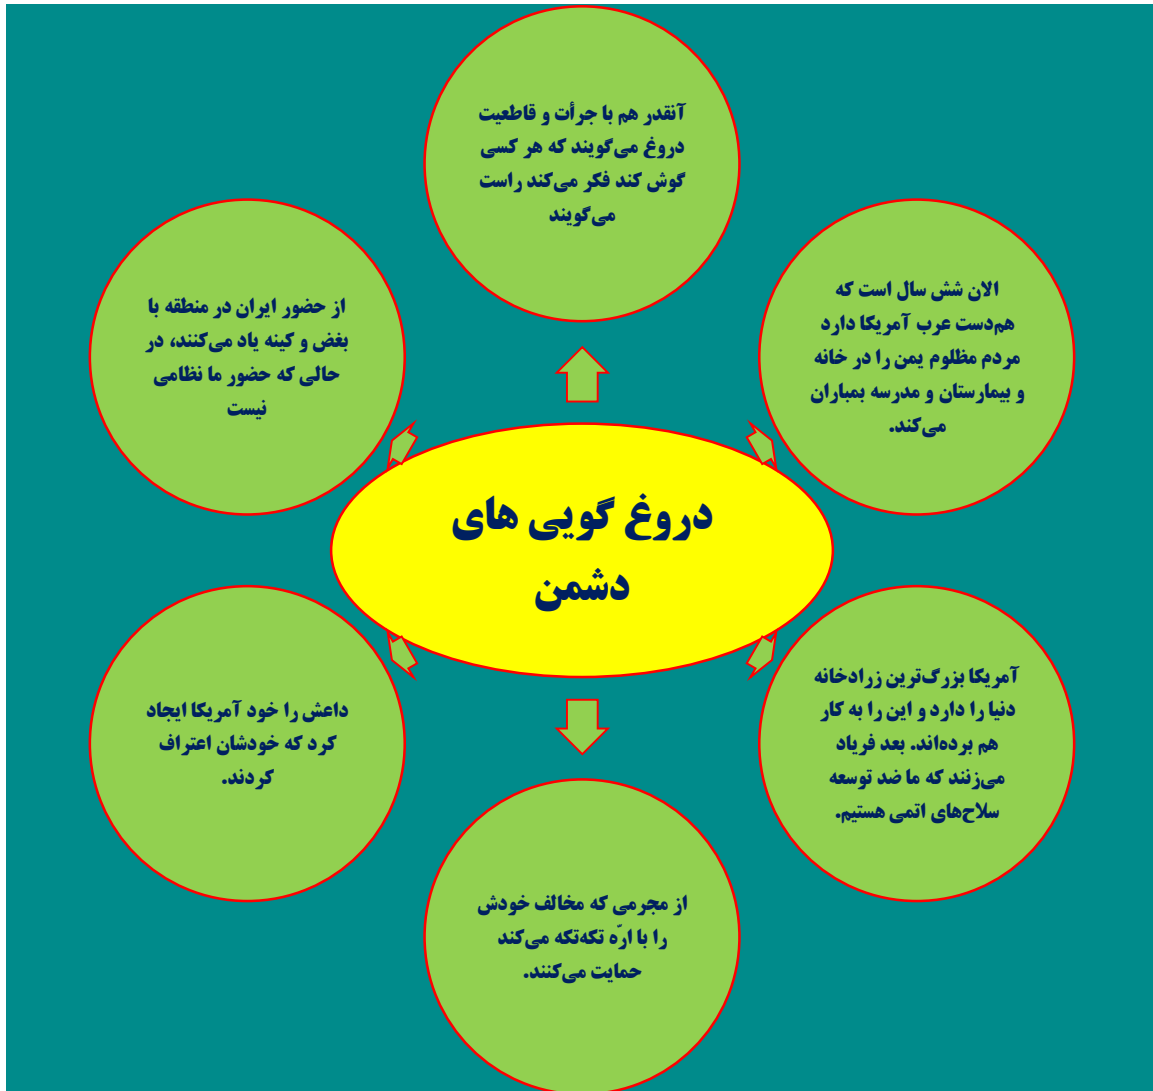 آنقدر هم با جرأت و قاطعیت
دروغ می‌گویند که هر کسی
گوش کند فکر می‌کند راست
می‌گویند
الان شش سال است که
هم‌دست عرب آمریکا دارد
مردم مظلوم یمن را در خانه
و بیمارستان و مدرسه بمباران
می‌کند.
از حضور ایران در منطقه با
بغض و کینه یاد می‌کنند، در
حالی که حضور ما نظامی
نیست
دروغ گویی های
دشمن
آمریکا بزرگ‌ترین زرادخانه
دنیا را دارد و این را به کار
هم برده‌اند. بعد فریاد
می‌زنند که ما ضد توسعه
سلاح‌های اتمی هستیم.
داعش را خود آمریکا ایجاد
کرد که خودشان اعتراف
کردند.
از مجرمی که مخالف خودش
را با ارّه تکه‌تکه می‌کند
حمایت می‌کنند.